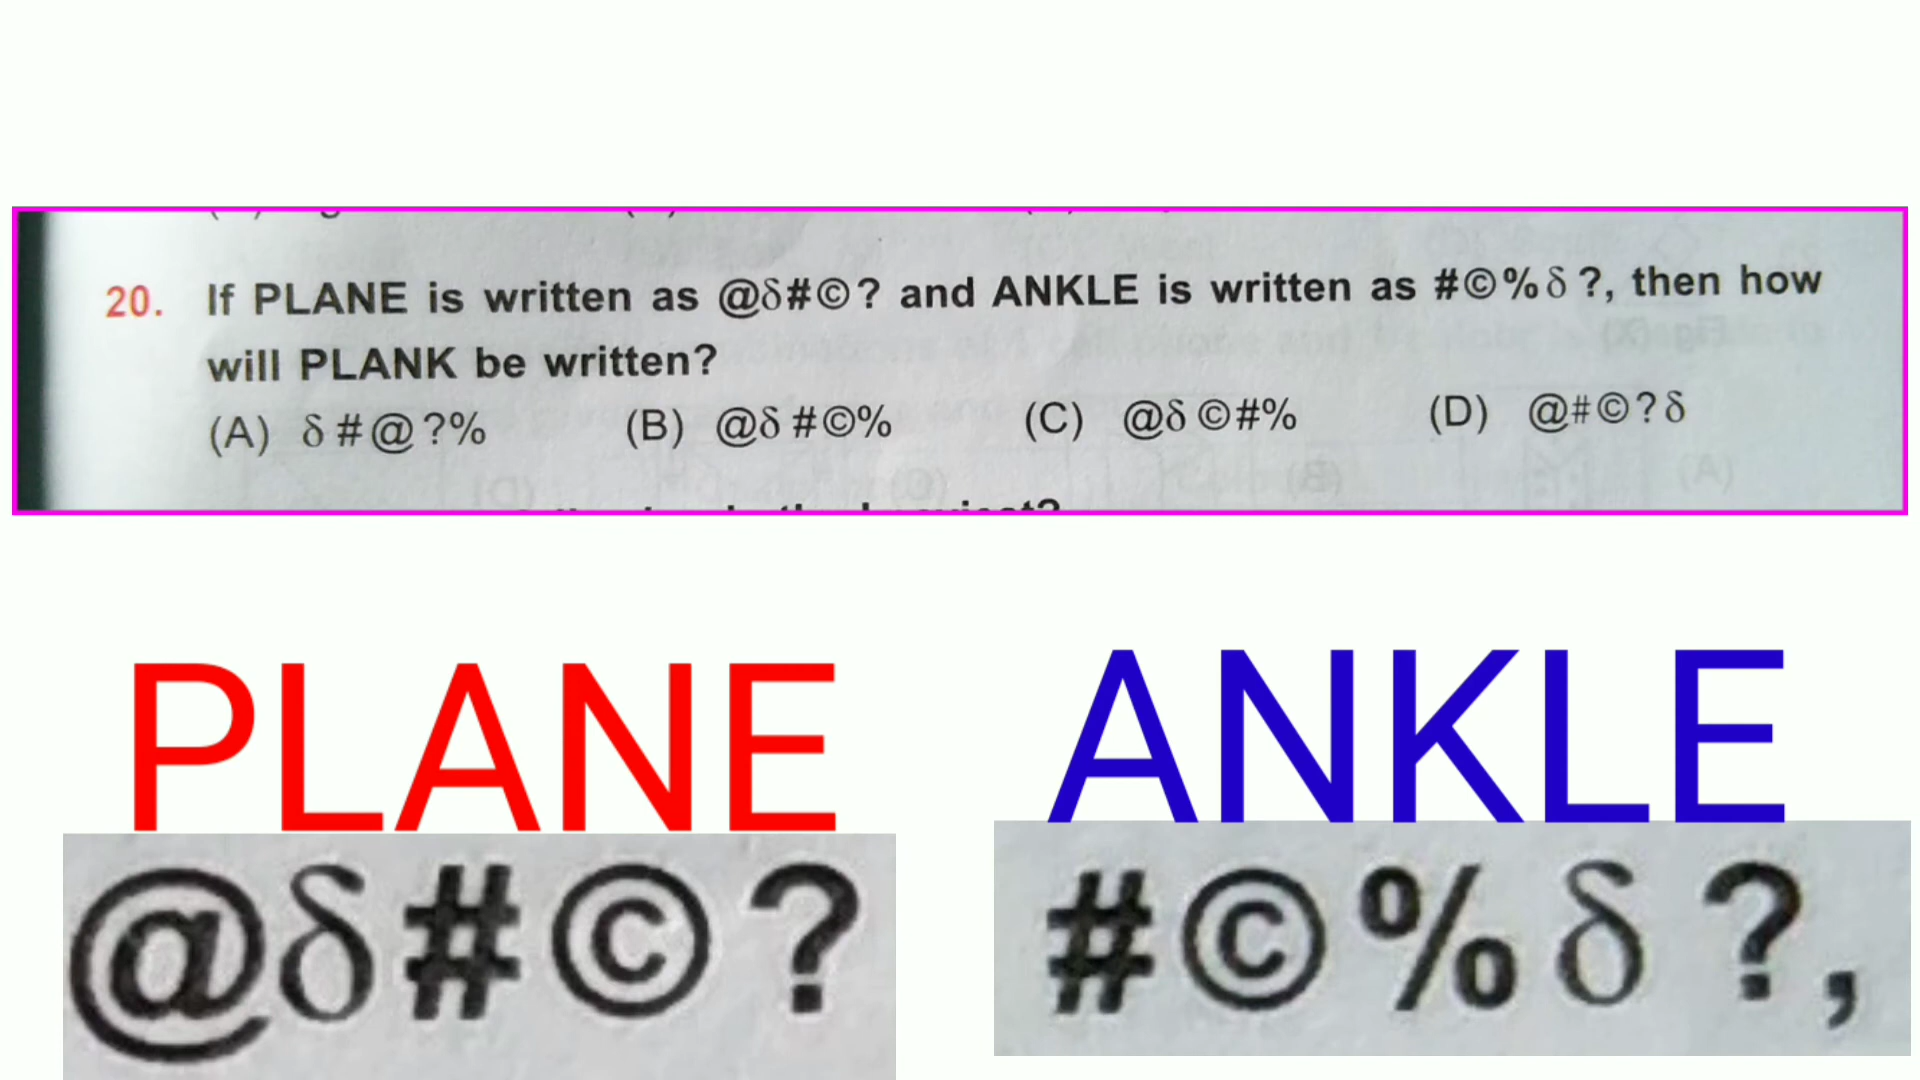 20. If PLANE is written as @δ#©? and ANKLE is written as #©%δ?, then how
will PLANK be written?
(A) δ#@?% (B) @δ#©% (C) @δ©#% (D) @#©?δ
PLANE ANKLE
@δ#©? #©%δ?,